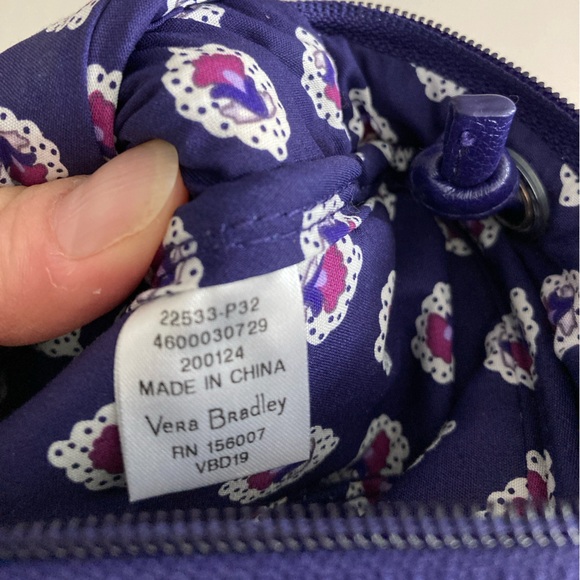 22533-P32
4600030729
200124
MADE IN CHINA
Vera Bradley
RN 156007
VBD19